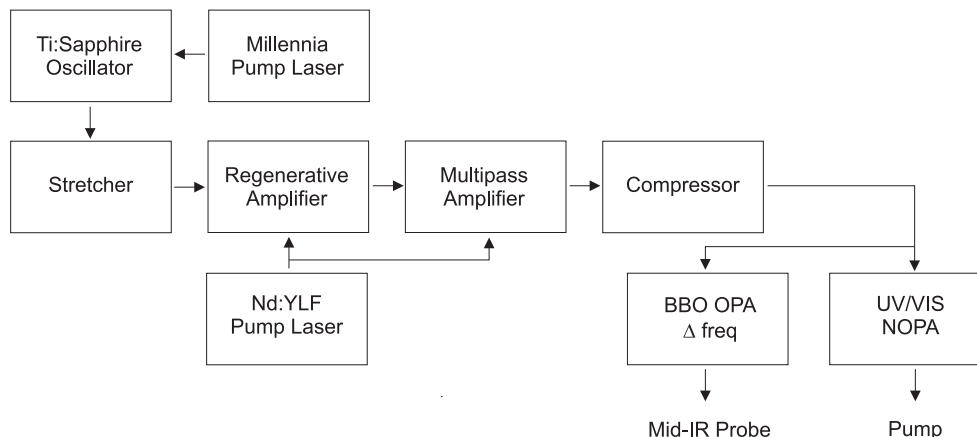 Ti:Sapphire
Oscillator
Millennia
Pump Laser
Stretcher
Regenerative
Amplifier
Multipass
Amplifier
Compressor
Nd:YLF
Pump Laser
BBO OPA
Δ freq
UV/VIS
NOPA
Mid-IR Probe
Pump